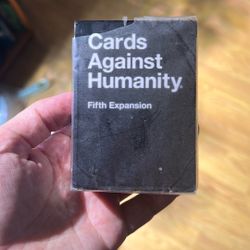 Cards
Against
Humanity.
Fifth Expansion